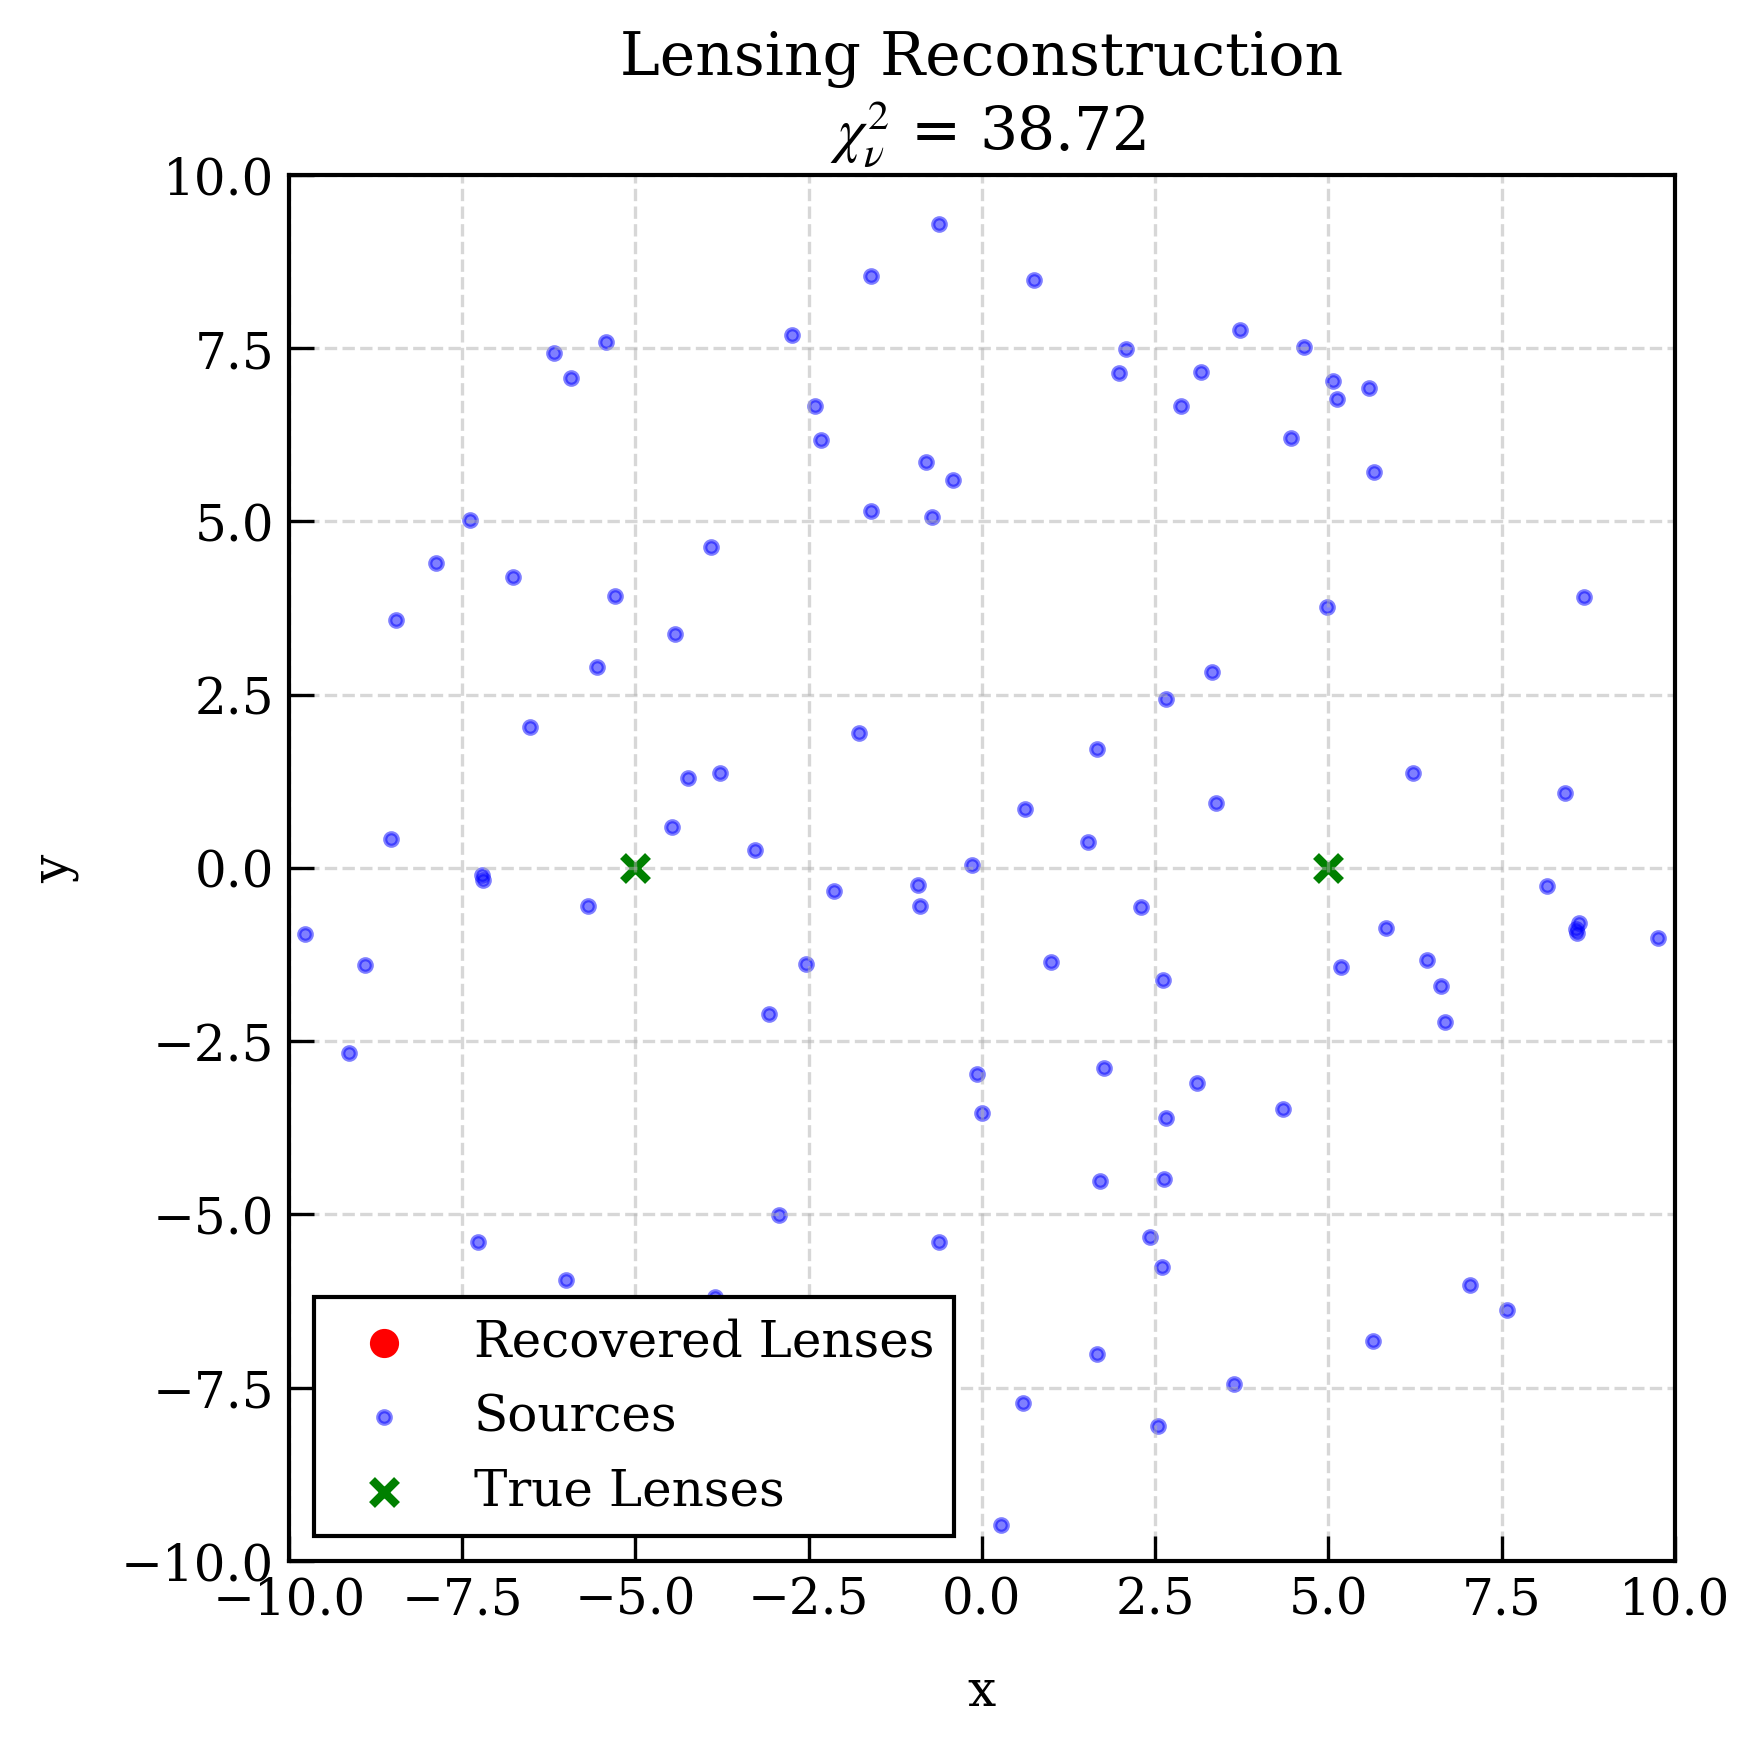 Lensing Reconstruction
χ²ᵥ = 38.72
10.0
7.5
5.0
2.5
0.0
−2.5
−5.0
−7.5
−10.0
y
Recovered Lenses
Sources
True Lenses
−10.0 −7.5 −5.0 −2.5 0.0 2.5 5.0 7.5 10.0
x